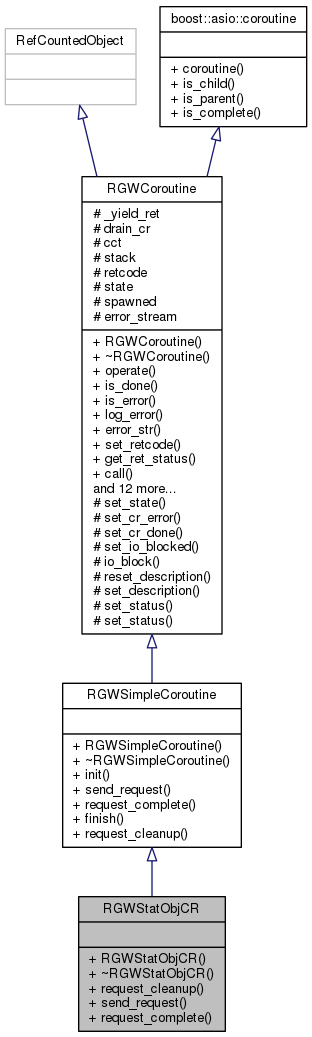 RefCountedObject
boost::asio::coroutine
+ coroutine()
+ is_child()
+ is_parent()
+ is_complete()
RGWCoroutine
# _yield_ret
# drain_cr
# cct
# stack
# retcode
# state
# spawned
# error_stream
+ RGWCoroutine()
+ ~RGWCoroutine()
+ operate()
+ is_done()
+ is_error()
+ log_error()
+ error_str()
+ set_retcode()
+ get_ret_status()
+ call()
and 12 more...
# set_state()
# set_cr_error()
# set_cr_done()
# set_io_blocked()
# io_block()
# reset_description()
# set_description()
# set_status()
# set_status()
RGWSimpleCoroutine
+ RGWSimpleCoroutine()
+ ~RGWSimpleCoroutine()
+ init()
+ send_request()
+ request_complete()
+ finish()
+ request_cleanup()
RGWStatObjCR
+ RGWStatObjCR()
+ ~RGWStatObjCR()
+ request_cleanup()
+ send_request()
+ request_complete()